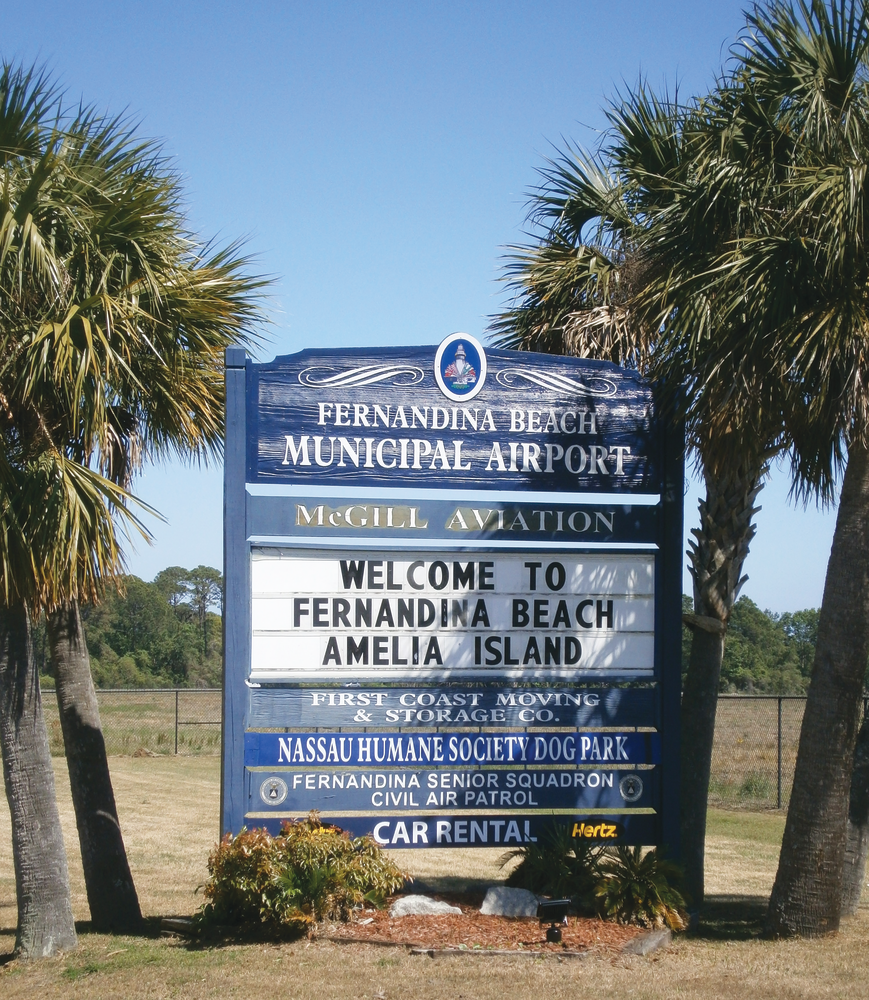 FERNANDINA BEACH
MUNICIPAL AIRPORT
McGILL AVIATION
WELCOME TO
FERNANDINA BEACH
AMELIA ISLAND
FIRST COAST MOVING
& STORAGE CO.
NASSAU HUMANE SOCIETY DOG PARK
FERNANDINA SENIOR SQUADRON
CIVIL AIR PATROL
CAR RENTAL Hertz